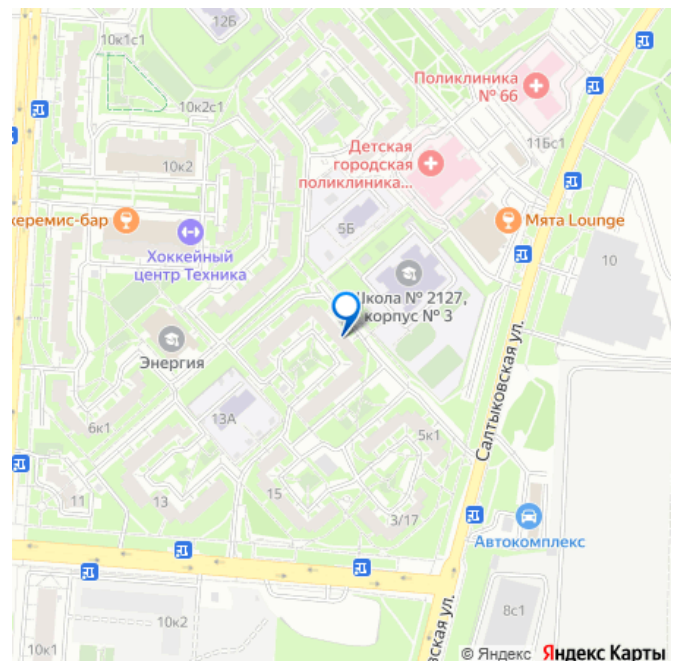 12Б
10к1с1
Поликлиника
№ 66
10к2с1
11Бс1
Детская
городская
поликлиника...
10к2
керемис-бар
5Б
Мята Lounge
Хоккейный
центр Техника
10
Школа № 2127,
корпус № 3
Энергия
Салтыковская ул.
13А
6к1
5к1
11
13
15
3/17
Автокомплекс
8с1
10к2
10к1
вская ул.
© Яндекс Яндекс Карты